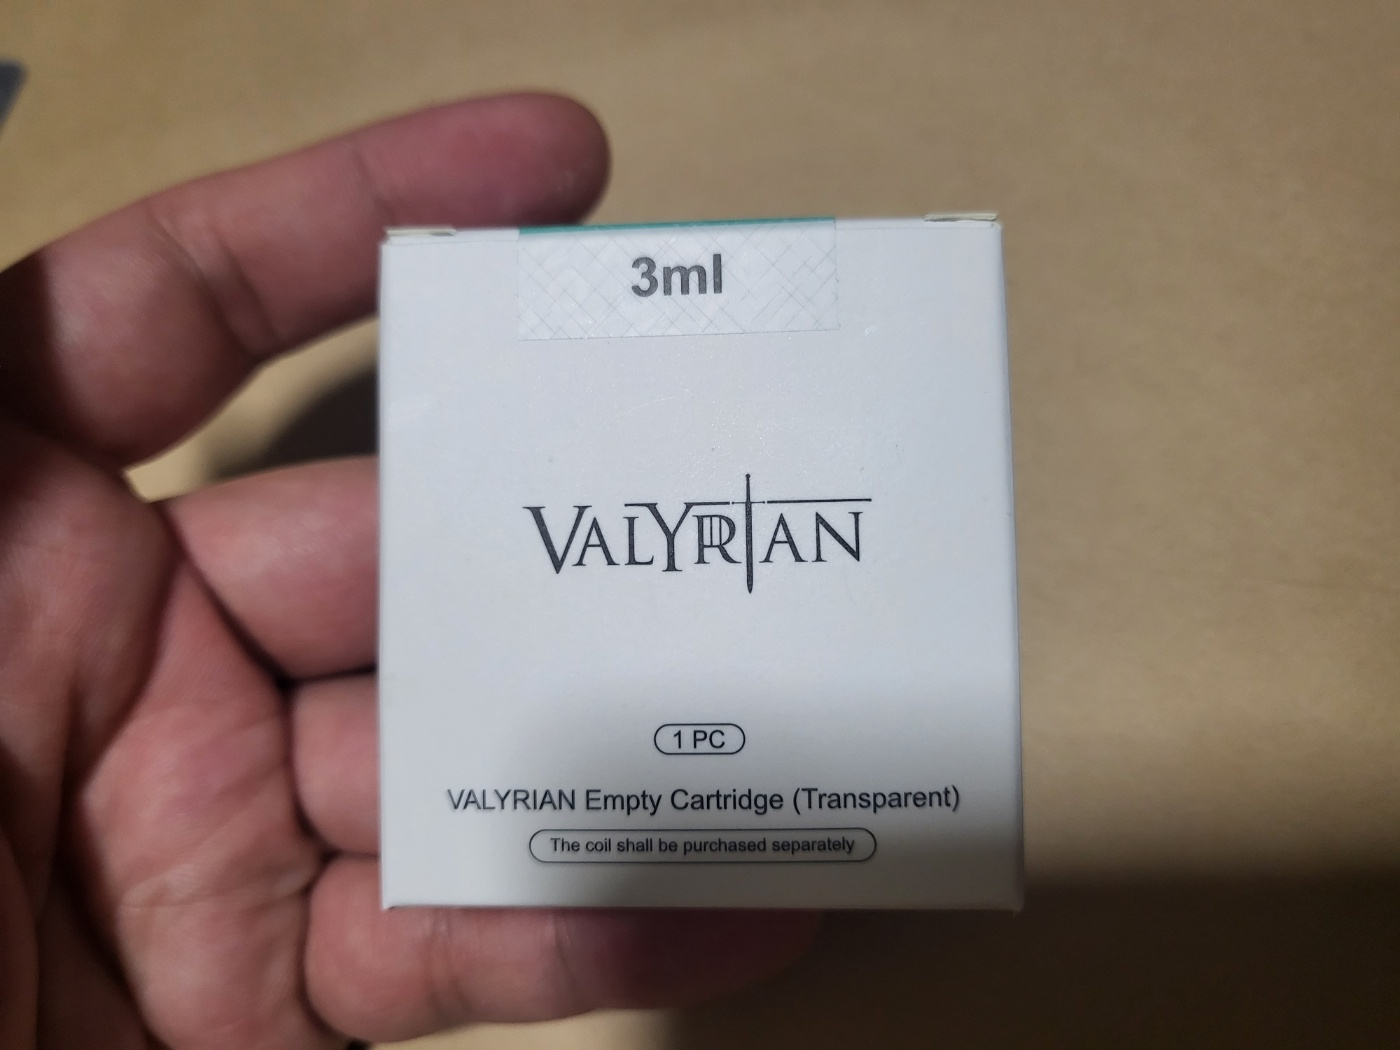 3ml
VALYRIAN
1 PC
VALYRIAN Empty Cartridge (Transparent)
The coil shall be purchased separately